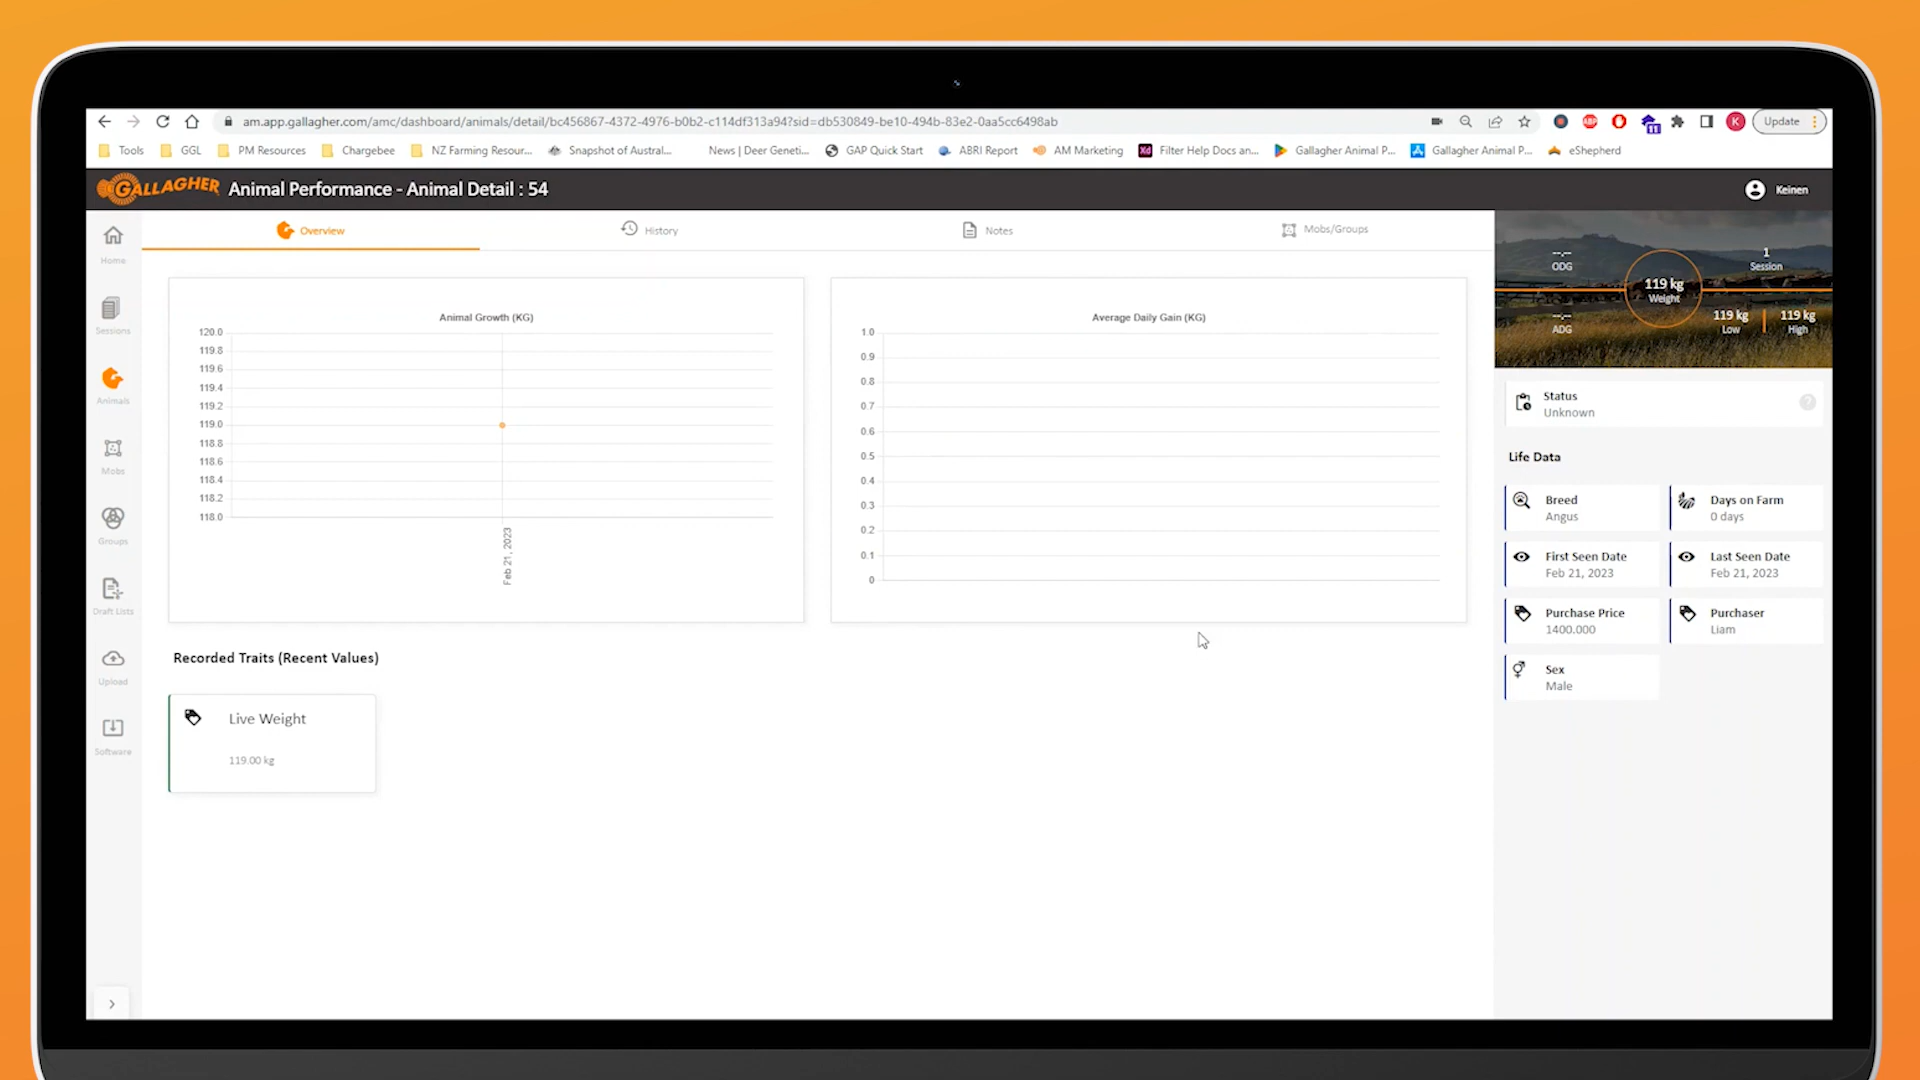 am.app.gallagher.com/amc/dashboard/animals/detail/bc456867-4372-4976-b0b2-c114df313a94?sid=db530849-be10-494b-83e2-0aa5cc6498ab
ABP
11
K
Update
Tools
GGL
PM Resources
Chargebee
NZ Farming Resour...
Snapshot of Austral...
News | Deer Geneti...
GAP Quick Start
ABRI Report
AM Marketing
Xd
Filter Help Docs an...
Gallagher Animal P...
Gallagher Animal P...
eShepherd
GALLAGHER
Animal Performance - Animal Detail : 54
Keinen
Home
Sessions
Animals
Mobs
Groups
Draft Lists
Upload
Software
Overview
History
Notes
Mobs/Groups
Animal Growth (KG)
120.0
119.8
119.6
119.4
119.2
119.0
118.8
118.6
118.4
118.2
118.0
Feb 21, 2023
Average Daily Gain (KG)
1.0
0.9
0.8
0.7
0.6
0.5
0.4
0.3
0.2
0.1
0
Recorded Traits (Recent Values)
Live Weight
119.00 kg
--.--
ODG
1
Session
119 kg
Weight
--.--
ADG
119 kg
Low
119 kg
High
Status
Unknown
?
Life Data
Breed
Angus
Days on Farm
0 days
First Seen Date
Feb 21, 2023
Last Seen Date
Feb 21, 2023
Purchase Price
1400.000
Purchaser
Liam
Sex
Male